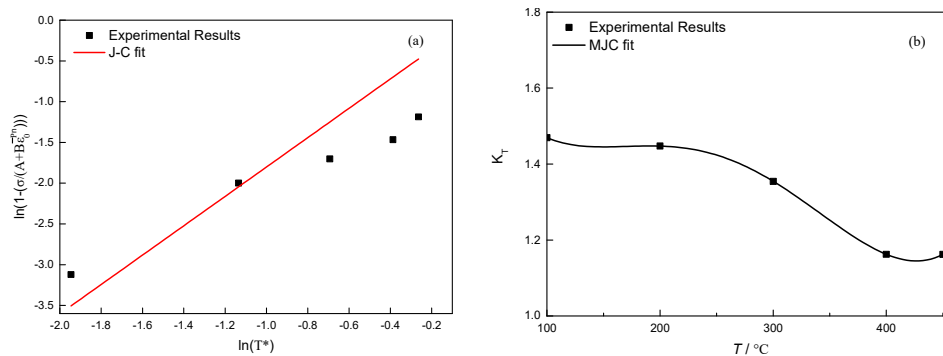 0.0
-0.5
-1.0
-1.5
-2.0
-2.5
-3.0
-3.5
ln(1-(σ/(A+Bε̄₀ᵖⁿ)))
Experimental Results
J-C fit
(a)
-2.0 -1.8 -1.6 -1.4 -1.2 -1.0 -0.8 -0.6 -0.4 -0.2
ln(T*)
1.8
1.6
1.4
1.2
1.0
K_T
Experimental Results
MJC fit
(b)
100 200 300 400
T / °C